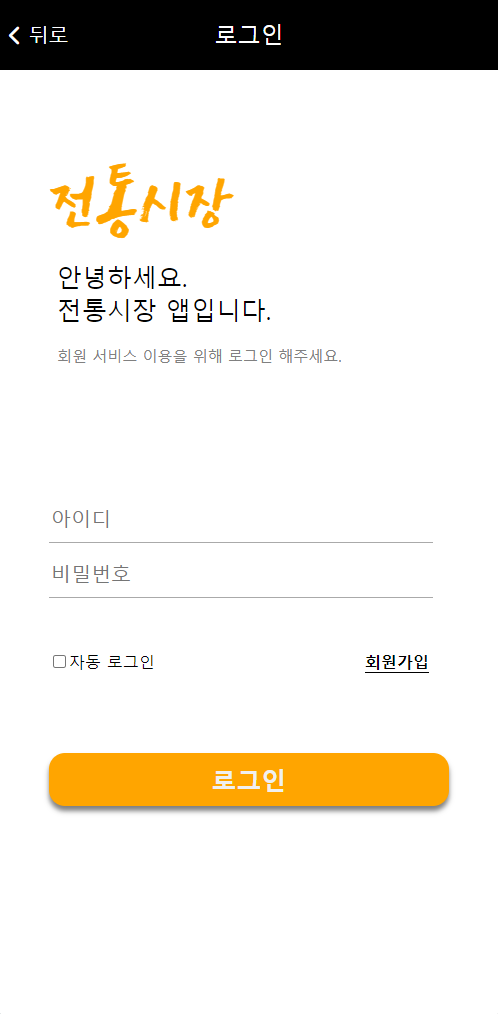 뒤로 로그인
전통시장
안녕하세요.
전통시장 앱입니다.
회원 서비스 이용을 위해 로그인 해주세요.
아이디
비밀번호
자동 로그인 회원가입
로그인